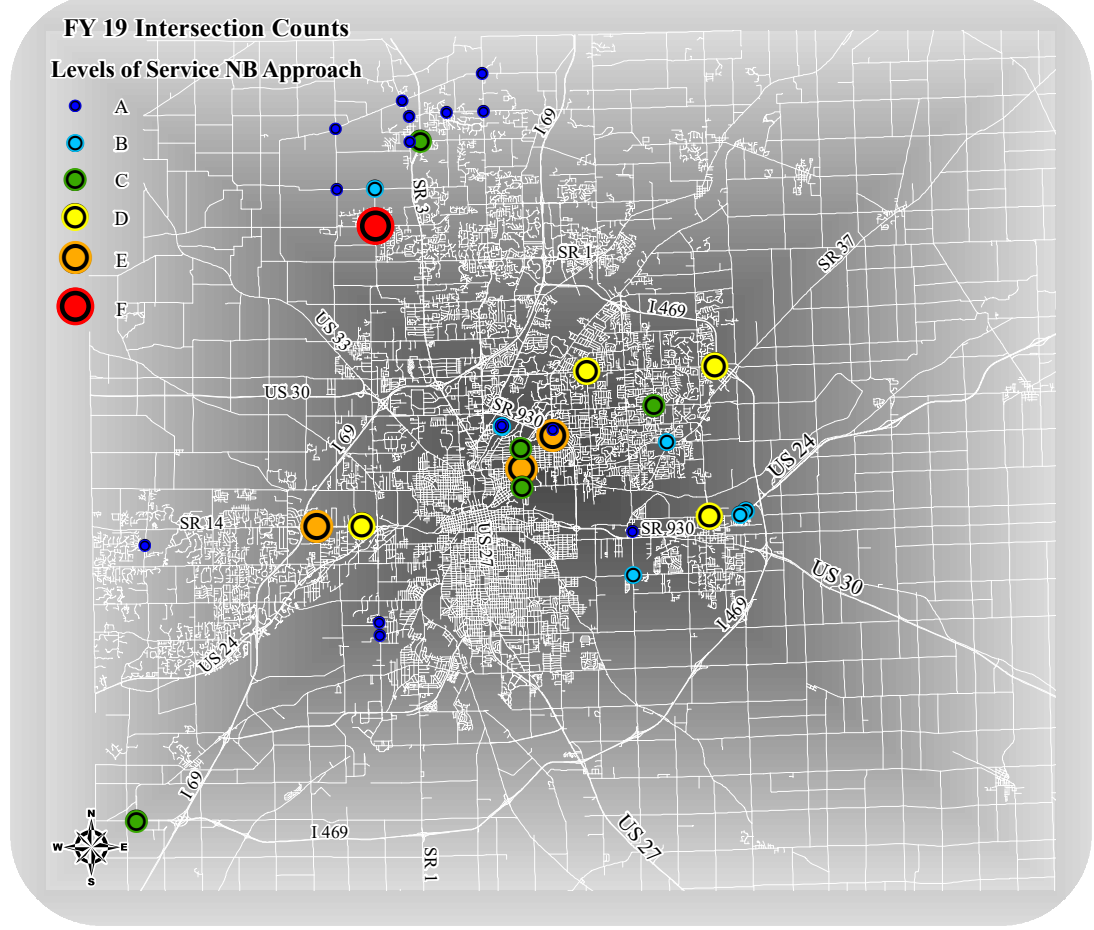 FY 19 Intersection Counts
Levels of Service NB Approach
A
B
C
D
E
F
I 69
SR 3
SR 1
SR 37
I 469
US 33
US 30
SR 930
I 69
US 24
SR 14
US 27
SR 930
US 30
I 469
US 24
I 69
I 469
US 27
SR 1
N
W
E
S